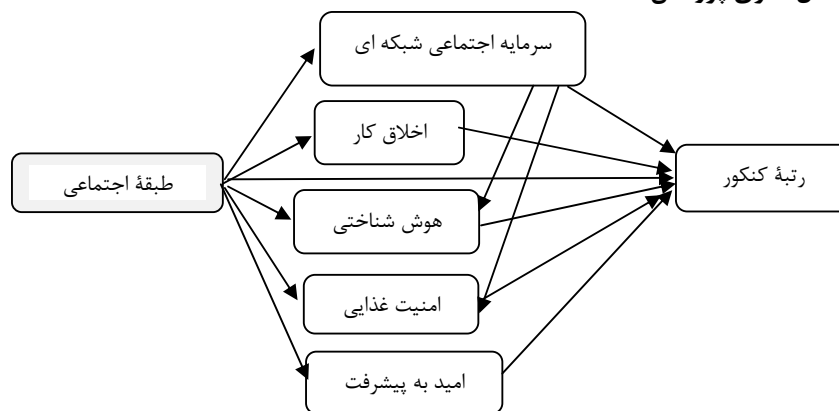 سرمایه اجتماعی شبکه ای
اخلاق کار
طبقهٔ اجتماعی
رتبهٔ کنکور
هوش شناختی
امنیت غذایی
امید به پیشرفت